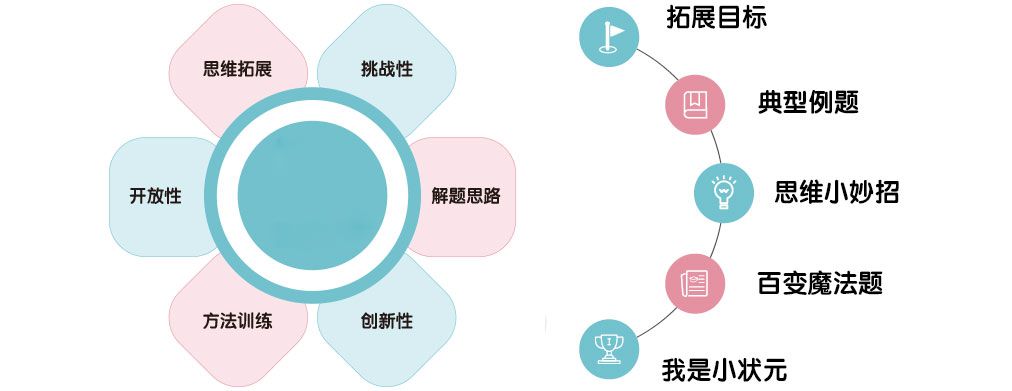 思维拓展
挑战性
开放性
解题思路
方法训练
创新性
拓展目标
典型例题
思维小妙招
百变魔法题
我是小状元